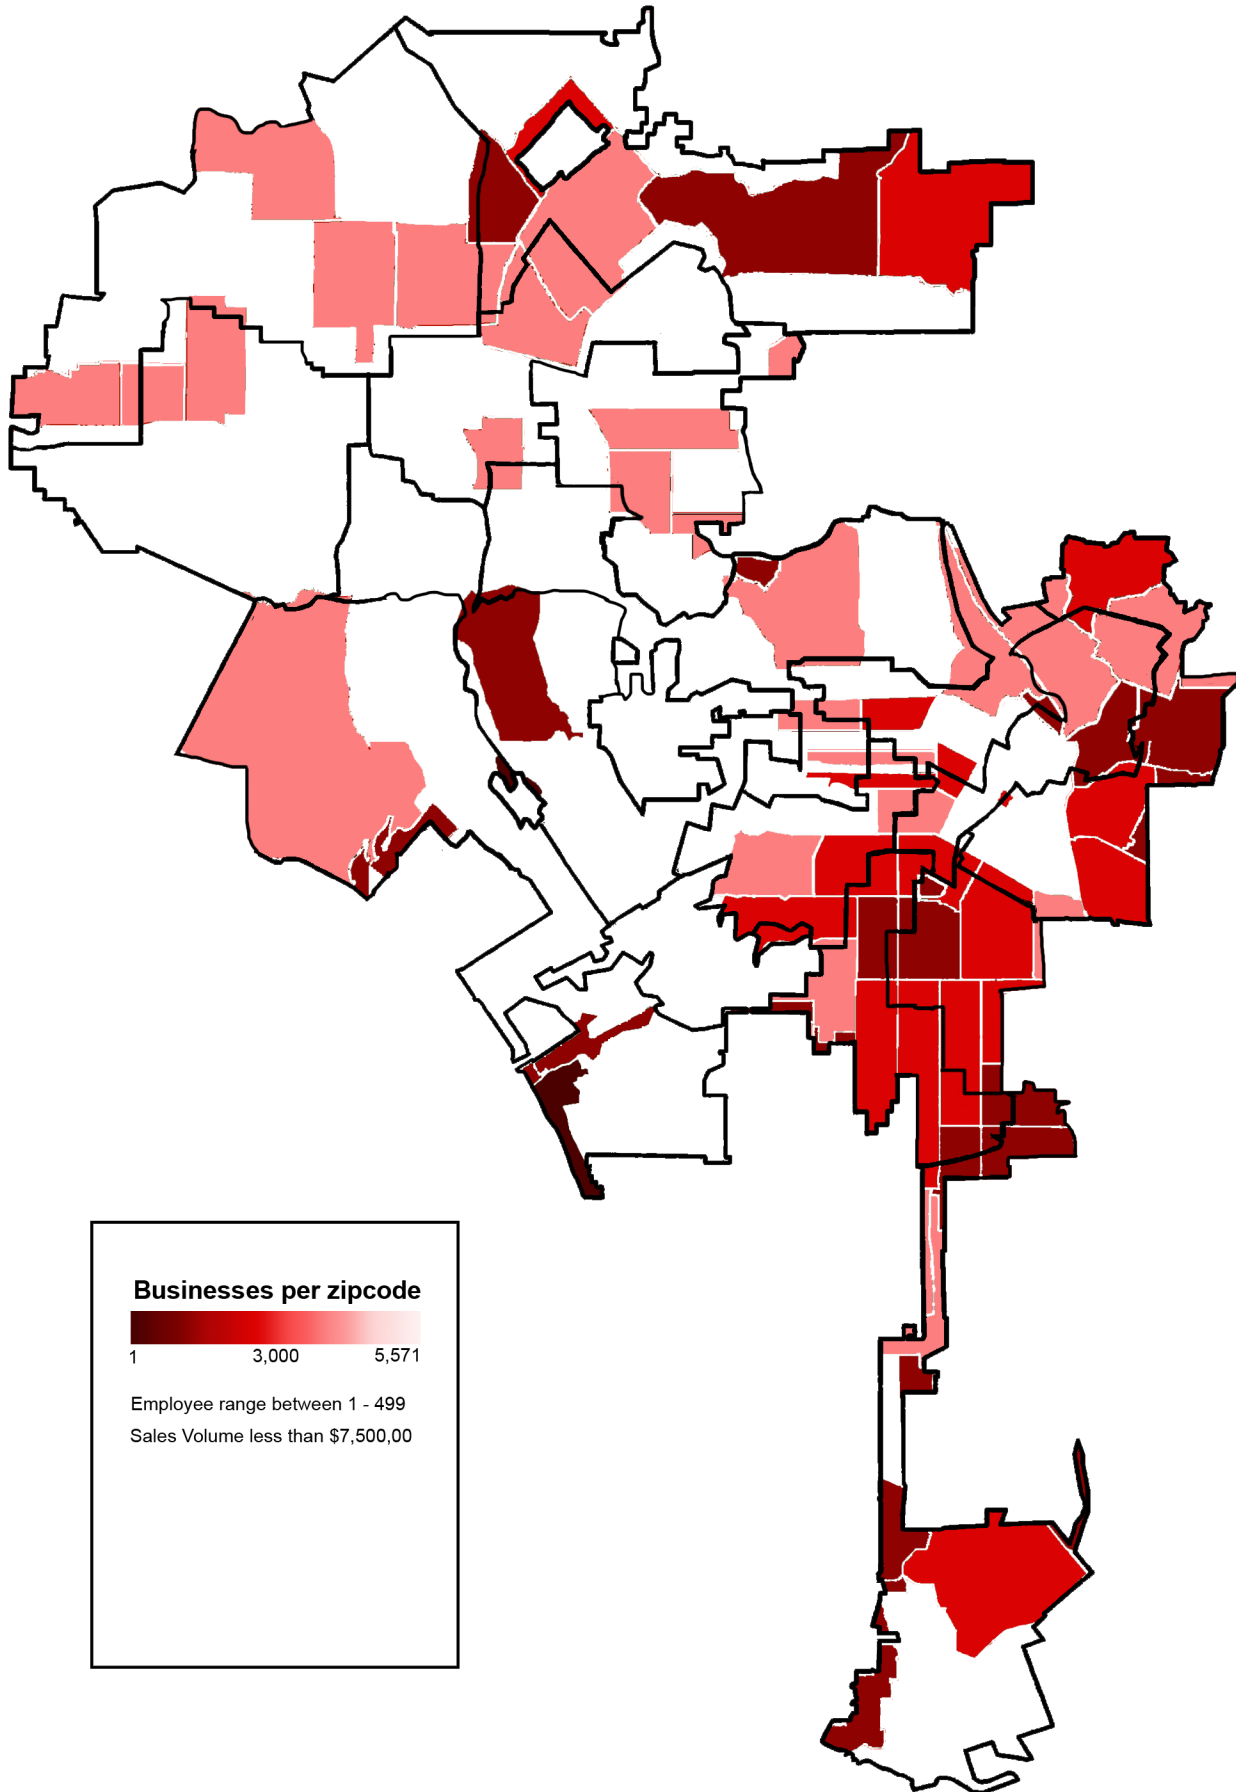 Businesses per zipcode
1 3,000 5,571
Employee range between 1 - 499
Sales Volume less than $7,500,00